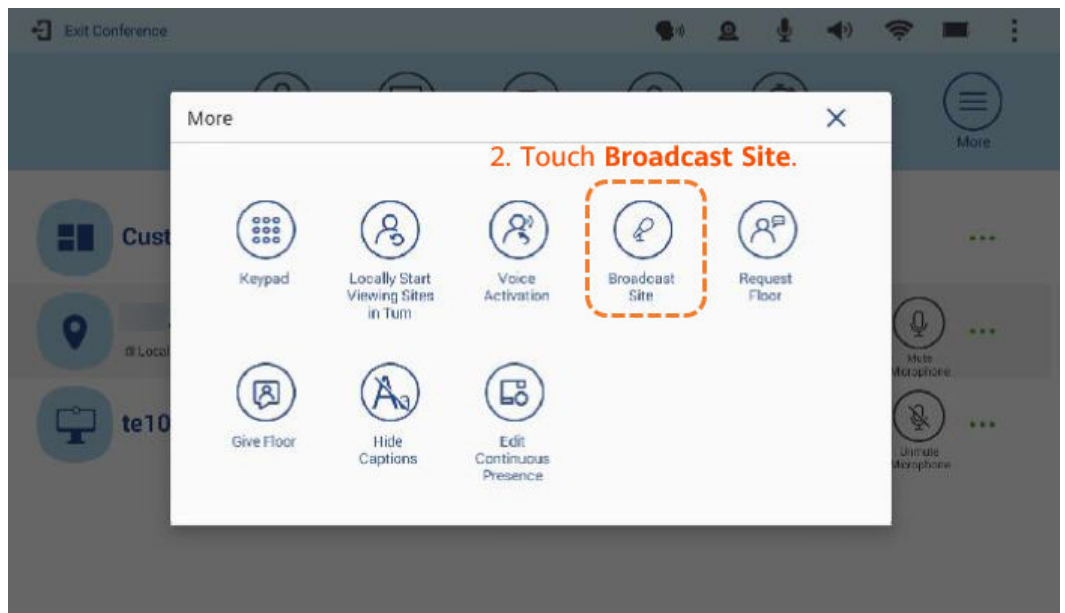 Exit Conference
More
More
2. Touch Broadcast Site.
Cust
Keypad
Locally Start
Viewing Sites
in Turn
Voice
Activation
Broadcast
Site
Request
Floor
@Local
Mute
Microphone
te10
Give Floor
Hide
Captions
Edit
Continuous
Presence
Unmute
Microphone